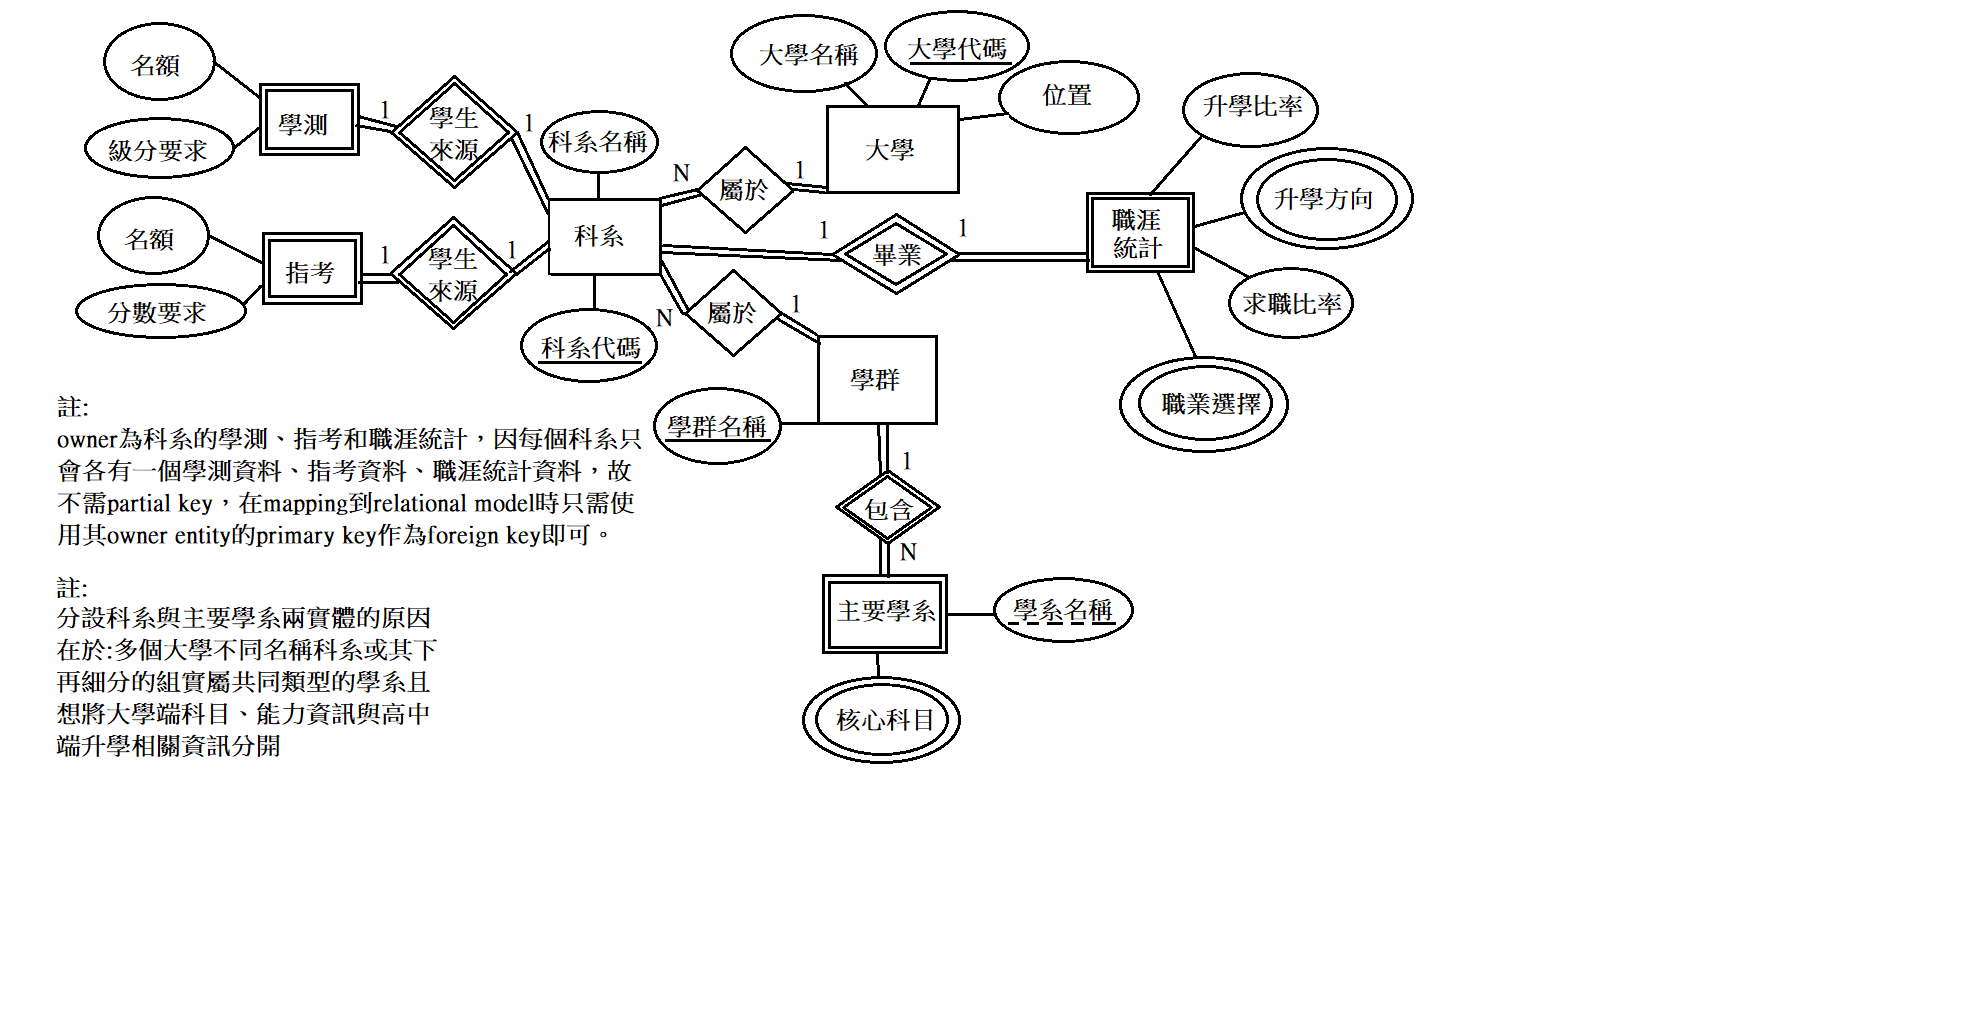 名額
學測
級分要求
1
學生
來源
1
名額
指考
分數要求
1
學生
來源
1
科系名稱
科系
科系代碼
N
屬於
1
大學名稱
大學代碼
位置
大學
1
畢業
1
職涯
統計
升學比率
升學方向
求職比率
職業選擇
N
屬於
1
學群
學群名稱
1
包含
N
主要學系
學系名稱
核心科目
註:
owner為科系的學測、指考和職涯統計，因每個科系只
會各有一個學測資料、指考資料、職涯統計資料，故
不需partial key，在mapping到relational model時只需使
用其owner entity的primary key作為foreign key即可。
註:
分設科系與主要學系兩實體的原因
在於:多個大學不同名稱科系或其下
再細分的組實屬共同類型的學系且
想將大學端科目、能力資訊與高中
端升學相關資訊分開